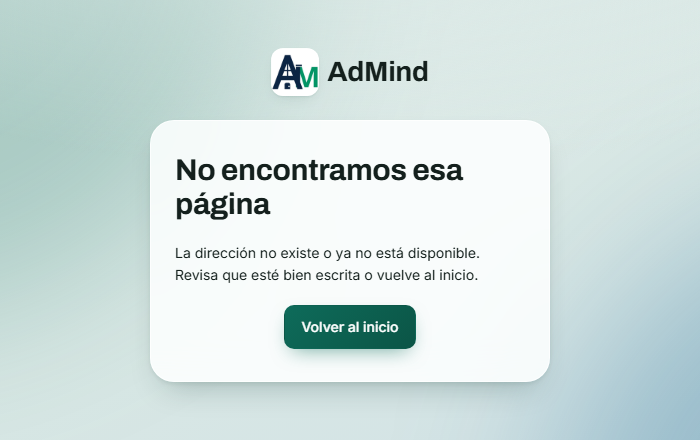 AM AdMind
No encontramos esa
página
La dirección no existe o ya no está disponible.
Revisa que esté bien escrita o vuelve al inicio.
Volver al inicio